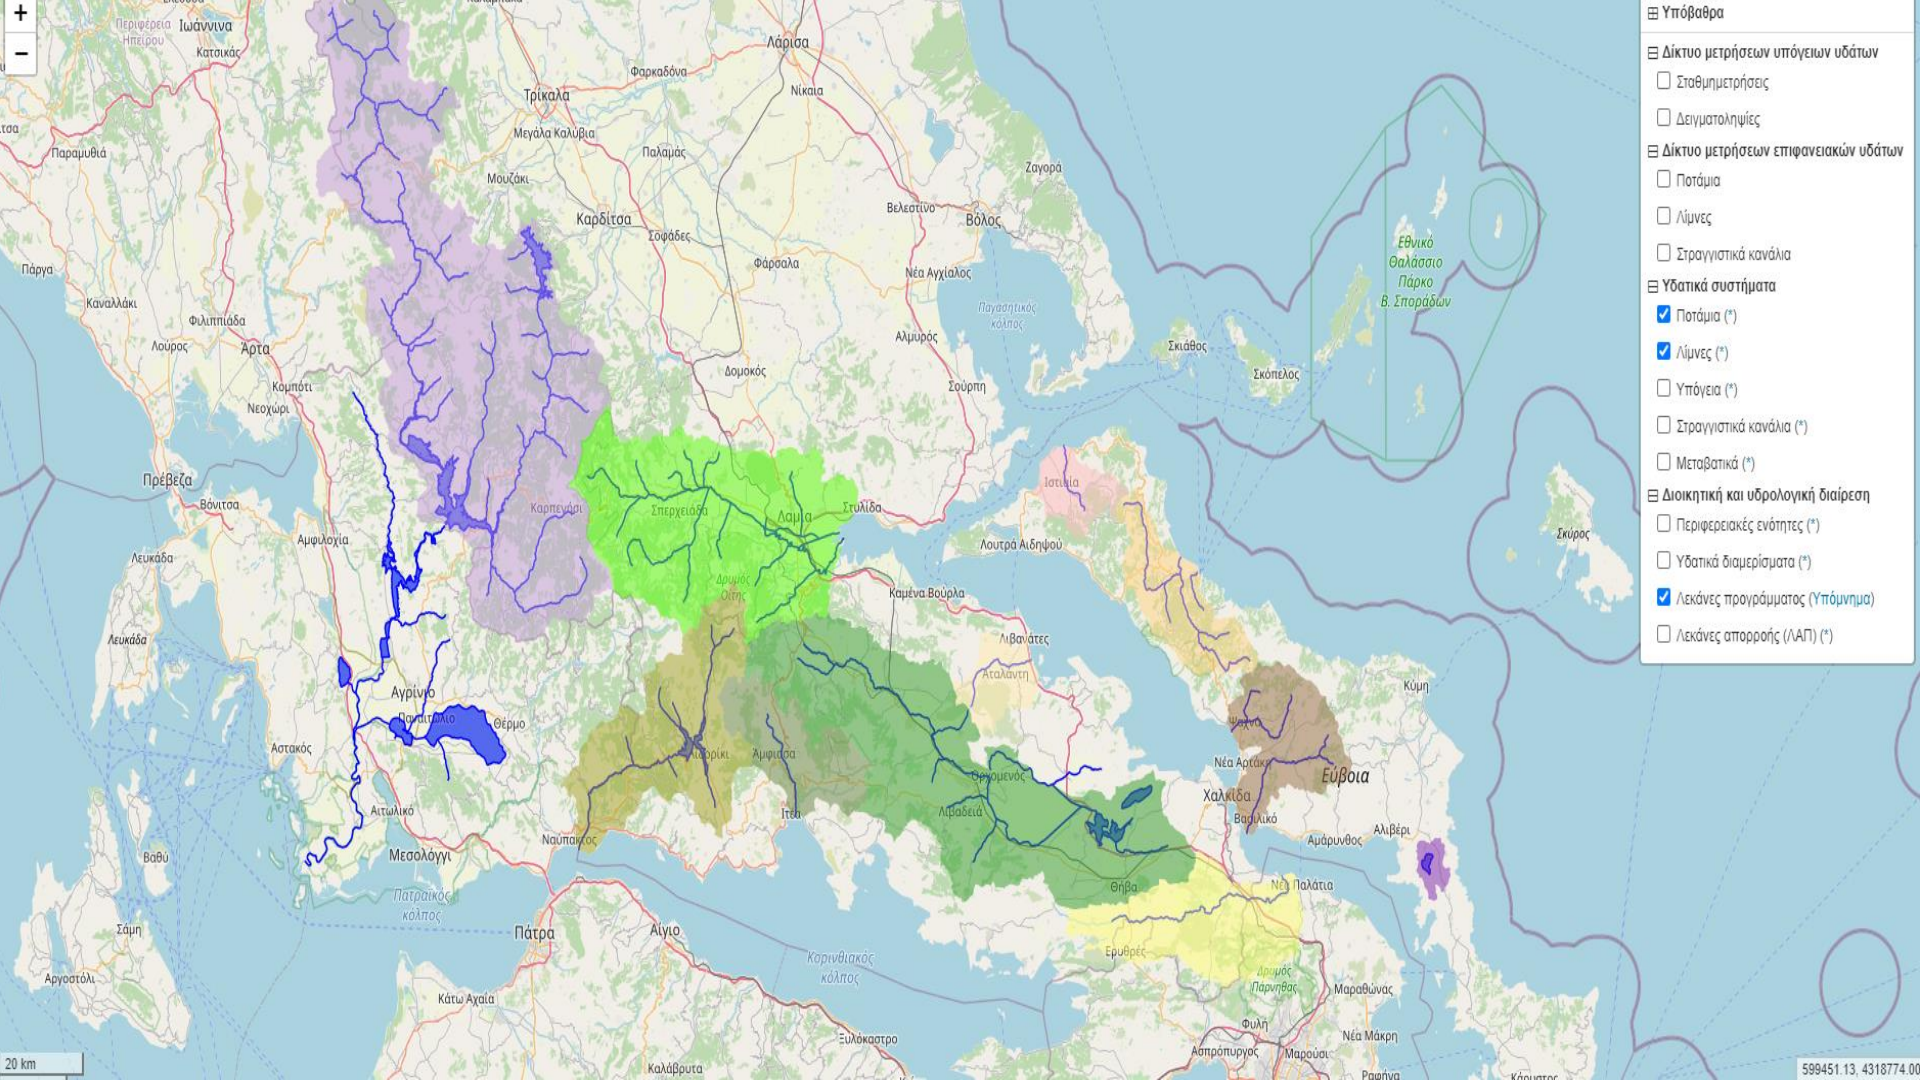 +
−
Περιφέρεια
Ηπείρου
Ιωάννινα
Κατσικάς
Λάρισα
Φαρκαδόνα
Νίκαια
Τρίκαλα
Μεγάλα Καλύβια
Παραμυθιά
Παλαμάς
Ζαγορά
Μουζάκι
Καρδίτσα
Βελεστίνο
Βόλος
Σοφάδες
Εθνικό
Θαλάσσιο
Πάρκο
Β. Σποράδων
Πάργα
Φάρσαλα
Νέα Αγχίαλος
Καναλλάκι
Παγασητικός
κόλπος
Φιλιππιάδα
Αλμυρός
Λούρος
Άρτα
Σκιάθος
Δομοκός
Σκόπελος
Κομπότι
Σούρπη
Νεοχώρι
Πρέβεζα
Ιστιαία
Βόνιτσα
Καρπενήσι
Σπερχειάδα
Λαμία
Στυλίδα
Σκύρος
Αμφιλοχία
Λουτρά Αιδηψού
Λευκάδα
Δρυμός
Οίτης
Καμένα Βούρλα
Λευκάδα
Λιβανάτες
Αταλάντη
Αγρίνιο
Κύμη
Παναιτώλιο
Θέρμο
Ψαχνά
Αστακός
Λιδορίκι
Άμφισσα
Νέα Αρτάκη
Εύβοια
Ορχομενός
Χαλκίδα
Αιτωλικό
Ιτέα
Λιβαδειά
Βασιλικό
Αλιβέρι
Ναύπακτος
Αμάρυνθος
Βαθύ
Μεσολόγγι
Θήβα
Νέα Παλάτια
Πατραϊκός
κόλπος
Σάμη
Πάτρα
Αίγιο
Ερυθρές
Κορινθιακός
κόλπος
Δρυμός
Πάρνηθας
Αργοστόλι
Κάτω Αχαΐα
Μαραθώνας
Φυλή
Νέα Μάκρη
Ξυλόκαστρο
Ασπρόπυργος
Μαρούσι
Καλάβρυτα
Ραφήνα
Κάρυστος
20 km
Υπόβαθρα
Δίκτυο μετρήσεων υπόγειων υδάτων
Σταθμημετρήσεις
Δειγματοληψίες
Δίκτυο μετρήσεων επιφανειακών υδάτων
Ποτάμια
Λίμνες
Στραγγιστικά κανάλια
Υδατικά συστήματα
Ποτάμια (*)
Λίμνες (*)
Υπόγεια (*)
Στραγγιστικά κανάλια (*)
Μεταβατικά (*)
Διοικητική και υδρολογική διαίρεση
Περιφερειακές ενότητες (*)
Υδατικά διαμερίσματα (*)
Λεκάνες προγράμματος (Υπόμνημα)
Λεκάνες απορροής (ΛΑΠ) (*)
599451.13, 4318774.00